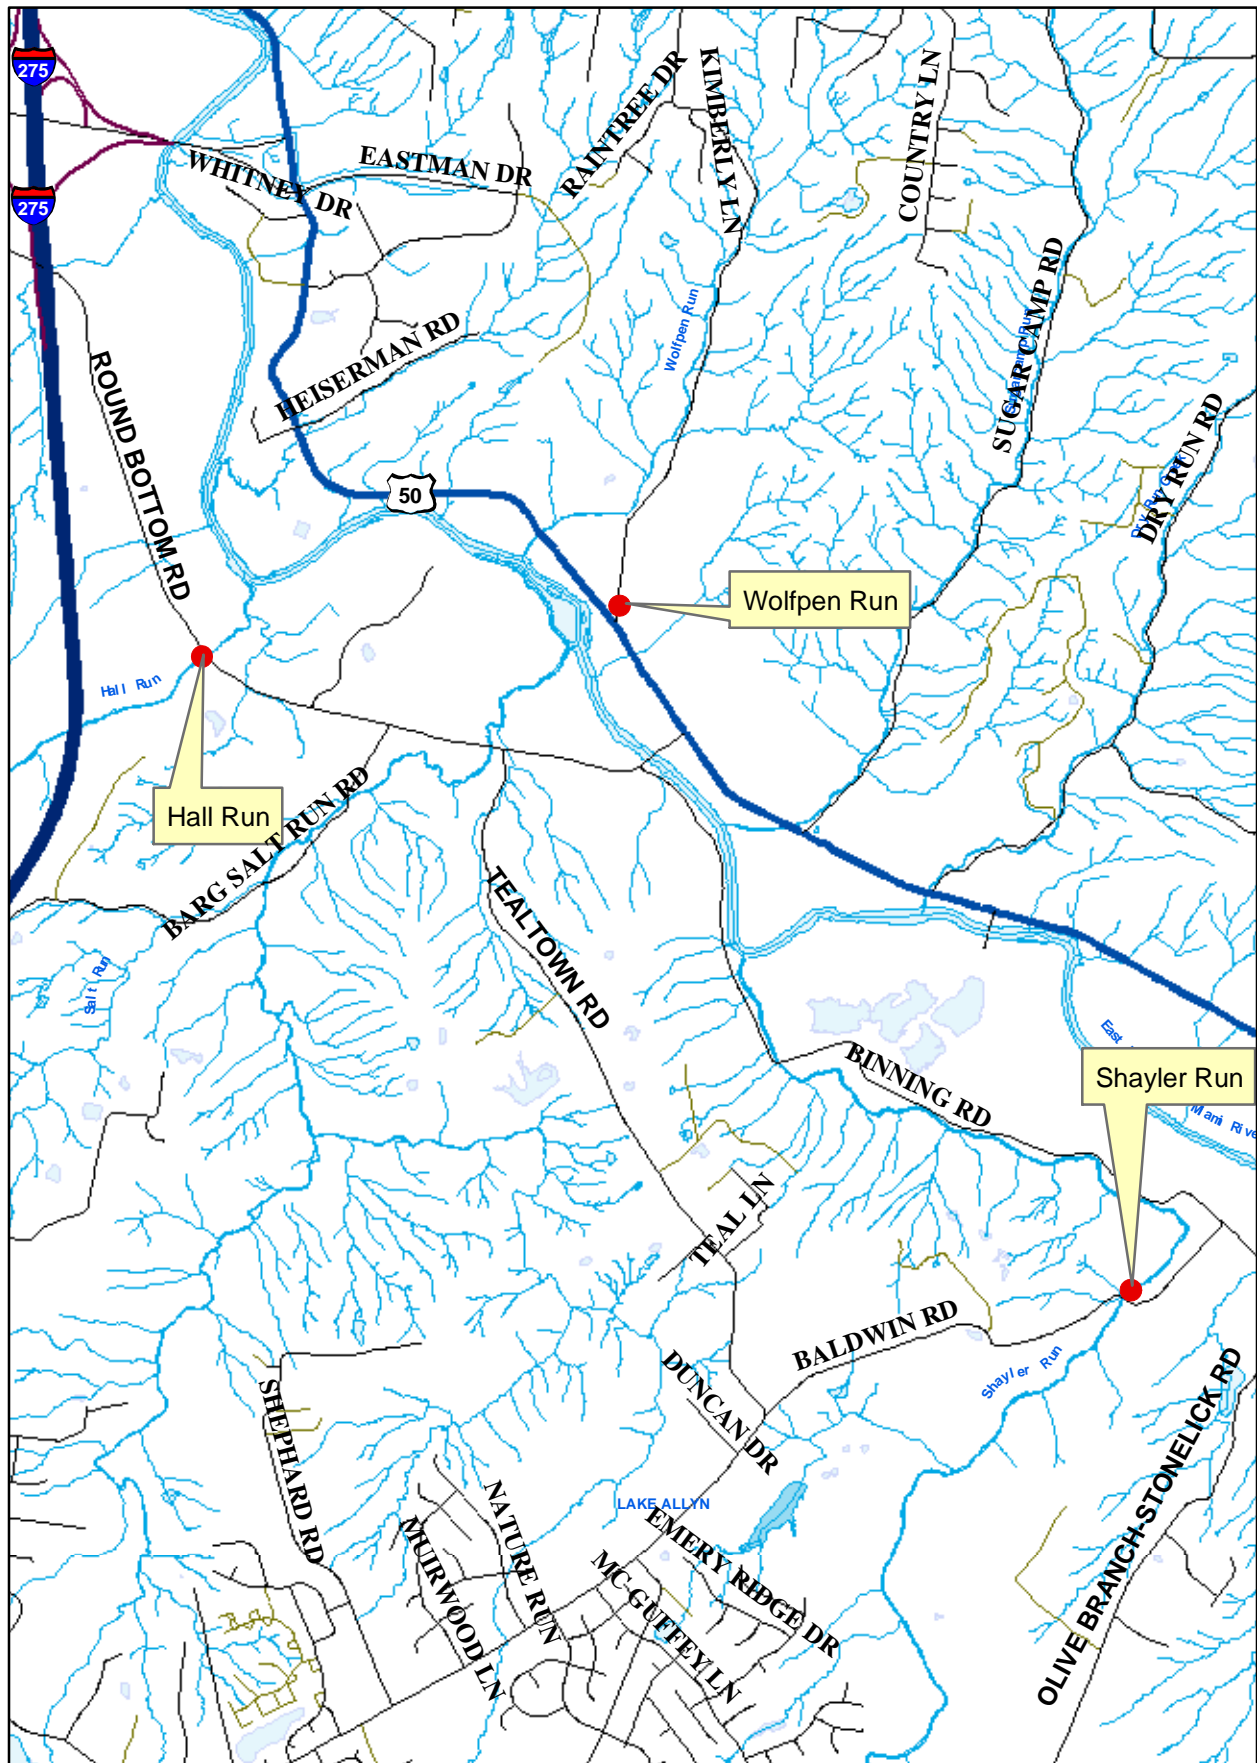 275
KIMBERLY LN
RAINTREE DR
COUNTRY LN
EASTMAN DR
WHITNEY DR
275
SUGAR CAMP RD
Wolfpen Run
HEISERMAN RD
ROUND BOTTOM RD
DRY RUN RD
50
Wolfpen Run
Hall Run
Hall Run
BARG SALT RUN RD
TEALTOWN RD
Salt Run
East
BINNING RD
Shayler Run
TEAL LN
BALDWIN RD
Shayler Run
DUNCAN DR
OLIVE BRANCH-STONELICK RD
SHEPHARD RD
LAKE ALLYN
NATURE RUN
EMERY RIDGE DR
MUIRWOOD LN
MC GUFFEY LN